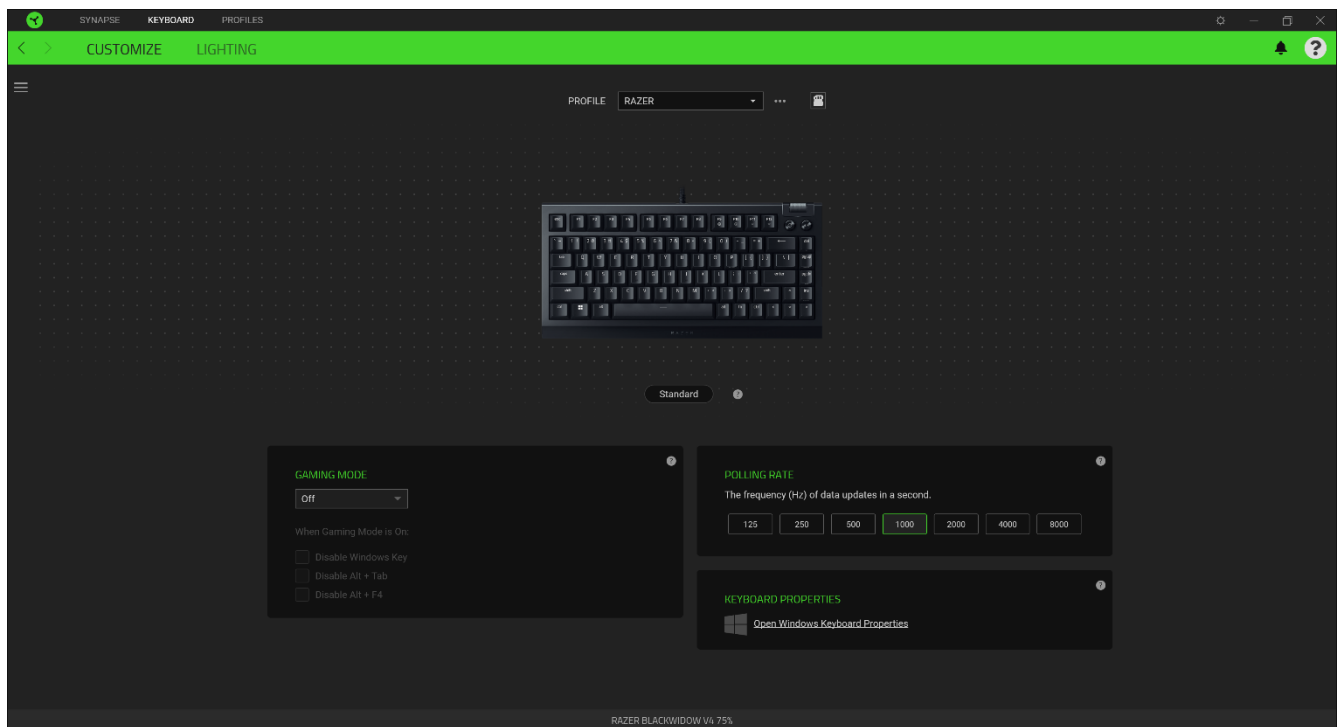 SYNAPSE KEYBOARD PROFILES
CUSTOMIZE LIGHTING
PROFILE RAZER
Standard
GAMING MODE
Off
When Gaming Mode is On:
Disable Windows Key
Disable Alt + Tab
Disable Alt + F4
POLLING RATE
The frequency (Hz) of data updates in a second.
125 250 500 1000 2000 4000 8000
KEYBOARD PROPERTIES
Open Windows Keyboard Properties
RAZER BLACKWIDOW V4 75%